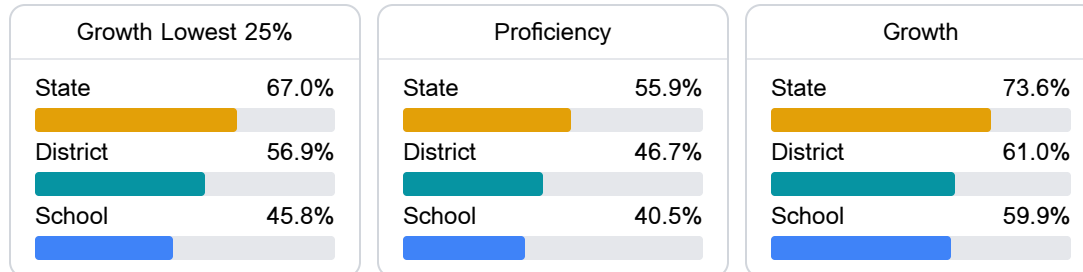 Growth Lowest 25%
State 67.0%
District 56.9%
School 45.8%
Proficiency
State 55.9%
District 46.7%
School 40.5%
Growth
State 73.6%
District 61.0%
School 59.9%